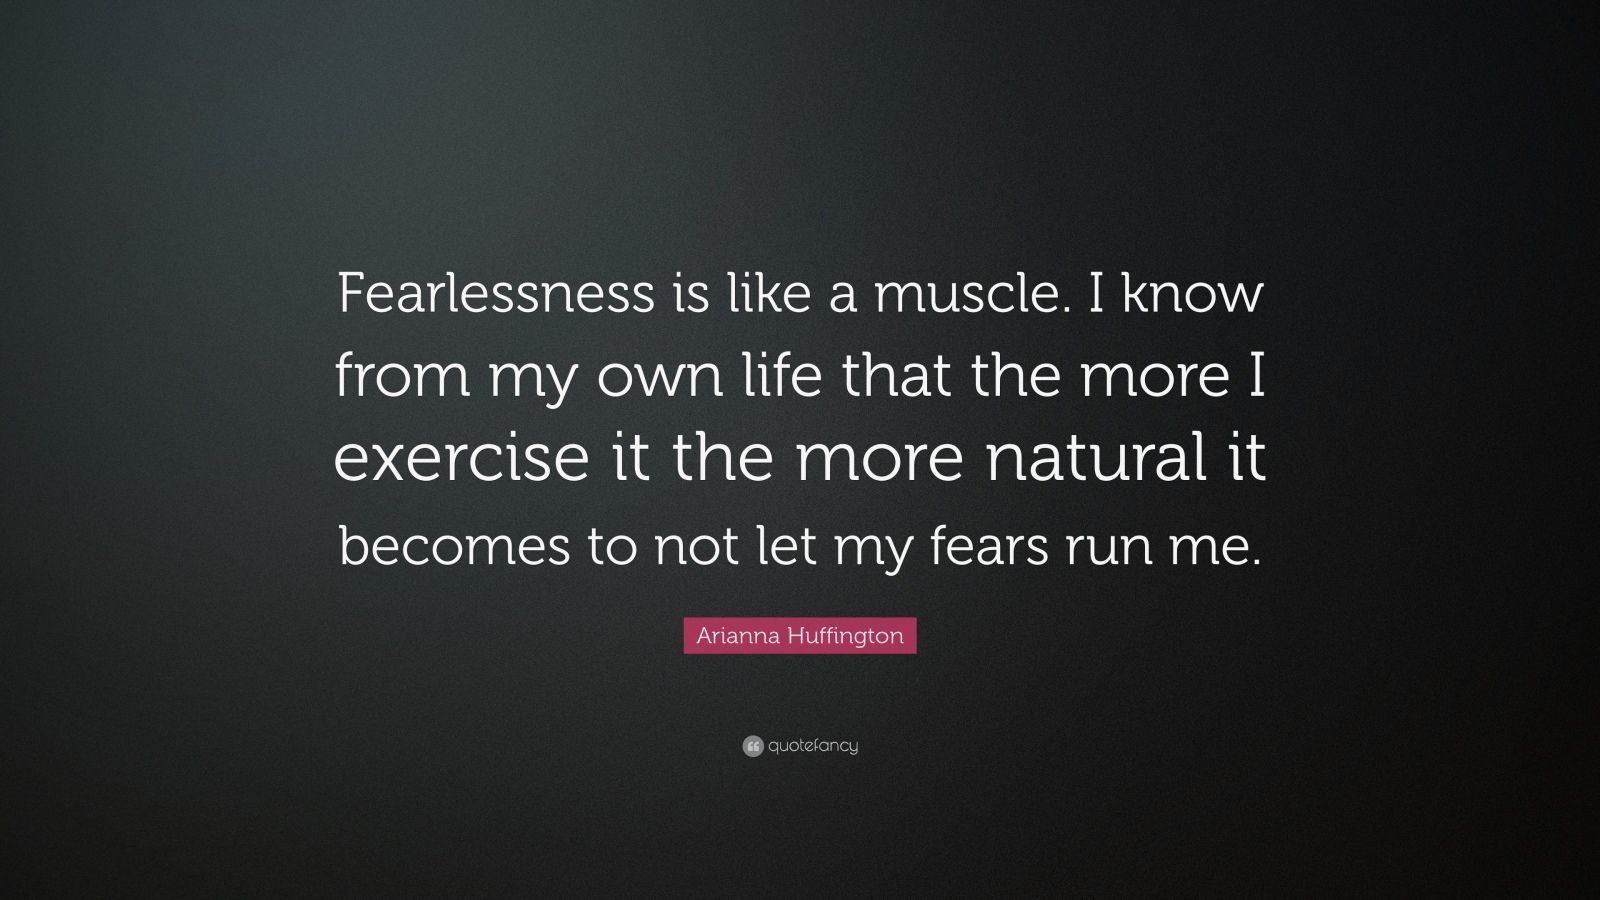 Fearlessness is like a muscle. I know
from my own life that the more I
exercise it the more natural it
becomes to not let my fears run me.
Arianna Huffington
quotefancy